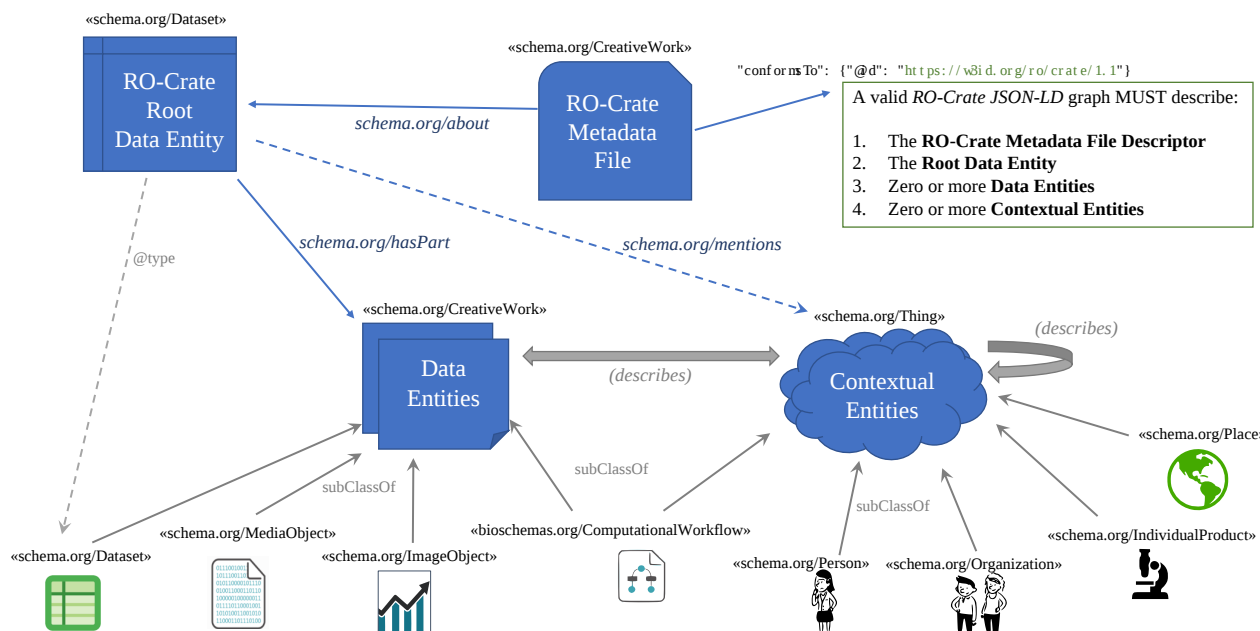 «schema.org/Dataset»
«schema.org/CreativeWork»
RO-Crate
Root
Data Entity
RO-Crate
Metadata
File
schema.org/about
"conformsTo": {"@id": "https://w3id.org/ro/crate/1.1"}
A valid RO-Crate JSON-LD graph MUST describe:
1. The RO-Crate Metadata File Descriptor
2. The Root Data Entity
3. Zero or more Data Entities
4. Zero or more Contextual Entities
schema.org/hasPart
schema.org/mentions
@type
«schema.org/CreativeWork»
«schema.org/Thing»
(describes)
Data
Entities
(describes)
Contextual
Entities
«schema.org/Place»
subClassOf
subClassOf
subClassOf
«schema.org/MediaObject»
«bioschemas.org/ComputationalWorkflow»
«schema.org/IndividualProduct»
«schema.org/Dataset»
«schema.org/ImageObject»
«schema.org/Person»
«schema.org/Organization»